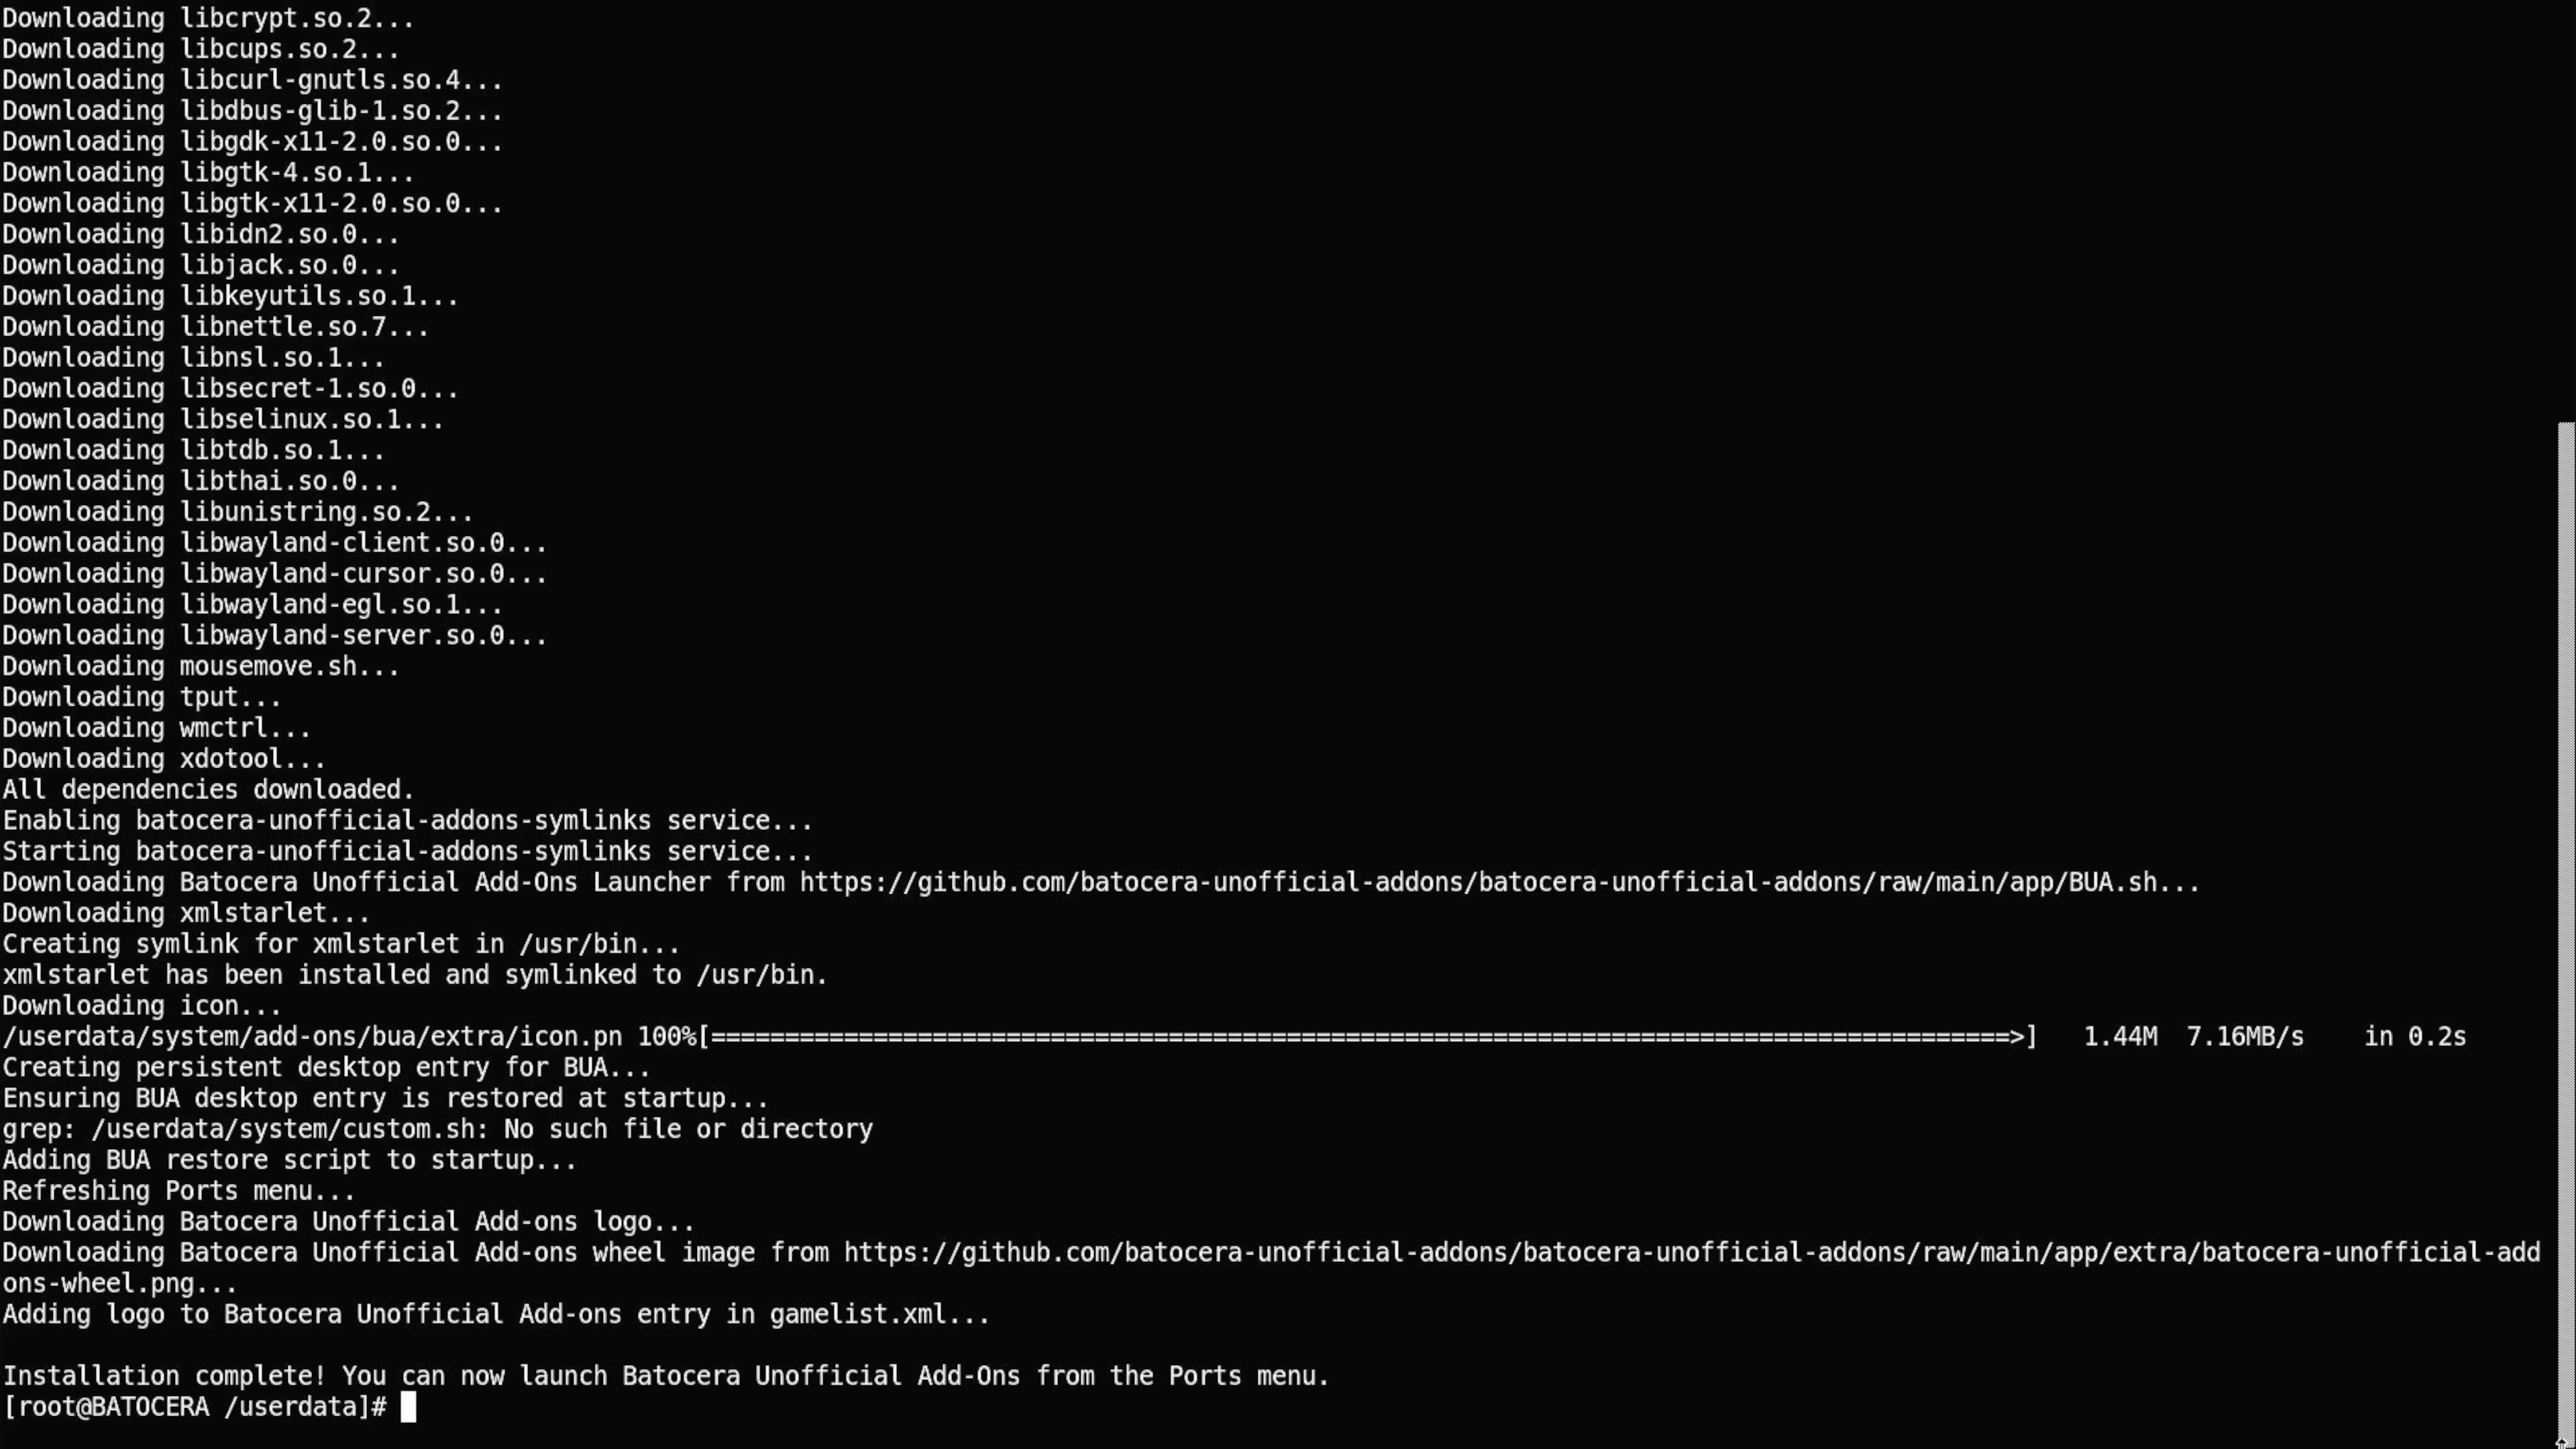 Downloading libcrypt.so.2...
Downloading libcups.so.2...
Downloading libcurl-gnutls.so.4...
Downloading libdbus-glib-1.so.2...
Downloading libgdk-x11-2.0.so.0...
Downloading libgtk-4.so.1...
Downloading libgtk-x11-2.0.so.0...
Downloading libidn2.so.0...
Downloading libjack.so.0...
Downloading libkeyutils.so.1...
Downloading libnettle.so.7...
Downloading libnsl.so.1...
Downloading libsecret-1.so.0...
Downloading libselinux.so.1...
Downloading libtdb.so.1...
Downloading libthai.so.0...
Downloading libunistring.so.2...
Downloading libwayland-client.so.0...
Downloading libwayland-cursor.so.0...
Downloading libwayland-egl.so.1...
Downloading libwayland-server.so.0...
Downloading mousemove.sh...
Downloading tput...
Downloading wmctrl...
Downloading xdotool...
All dependencies downloaded.
Enabling batocera-unofficial-addons-symlinks service...
Starting batocera-unofficial-addons-symlinks service...
Downloading Batocera Unofficial Add-Ons Launcher from https://github.com/batocera-unofficial-addons/batocera-unofficial-addons/raw/main/app/BUA.sh...
Downloading xmlstarlet...
Creating symlink for xmlstarlet in /usr/bin...
xmlstarlet has been installed and symlinked to /usr/bin.
Downloading icon...
/userdata/system/add-ons/bua/extra/icon.pn 100%[========================================================================================>]   1.44M  7.16MB/s    in 0.2s
Creating persistent desktop entry for BUA...
Ensuring BUA desktop entry is restored at startup...
grep: /userdata/system/custom.sh: No such file or directory
Adding BUA restore script to startup...
Refreshing Ports menu...
Downloading Batocera Unofficial Add-ons logo...
Downloading Batocera Unofficial Add-ons wheel image from https://github.com/batocera-unofficial-addons/batocera-unofficial-addons/raw/main/app/extra/batocera-unofficial-add
ons-wheel.png...
Adding logo to Batocera Unofficial Add-ons entry in gamelist.xml...

Installation complete! You can now launch Batocera Unofficial Add-Ons from the Ports menu.
[root@BATOCERA /userdata]#